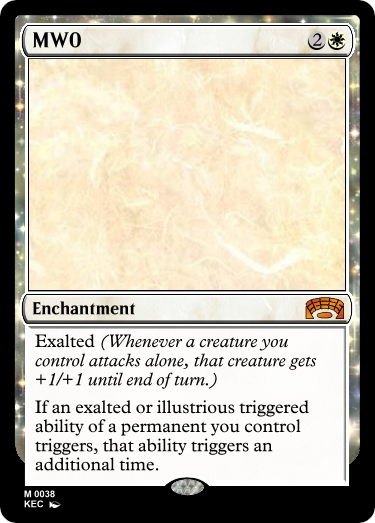 MW0 2
Enchantment
Exalted (Whenever a creature you
control attacks alone, that creature gets
+1/+1 until end of turn.)
If an exalted or illustrious triggered
ability of a permanent you control
triggers, that ability triggers an
additional time.
M 0038
KEC